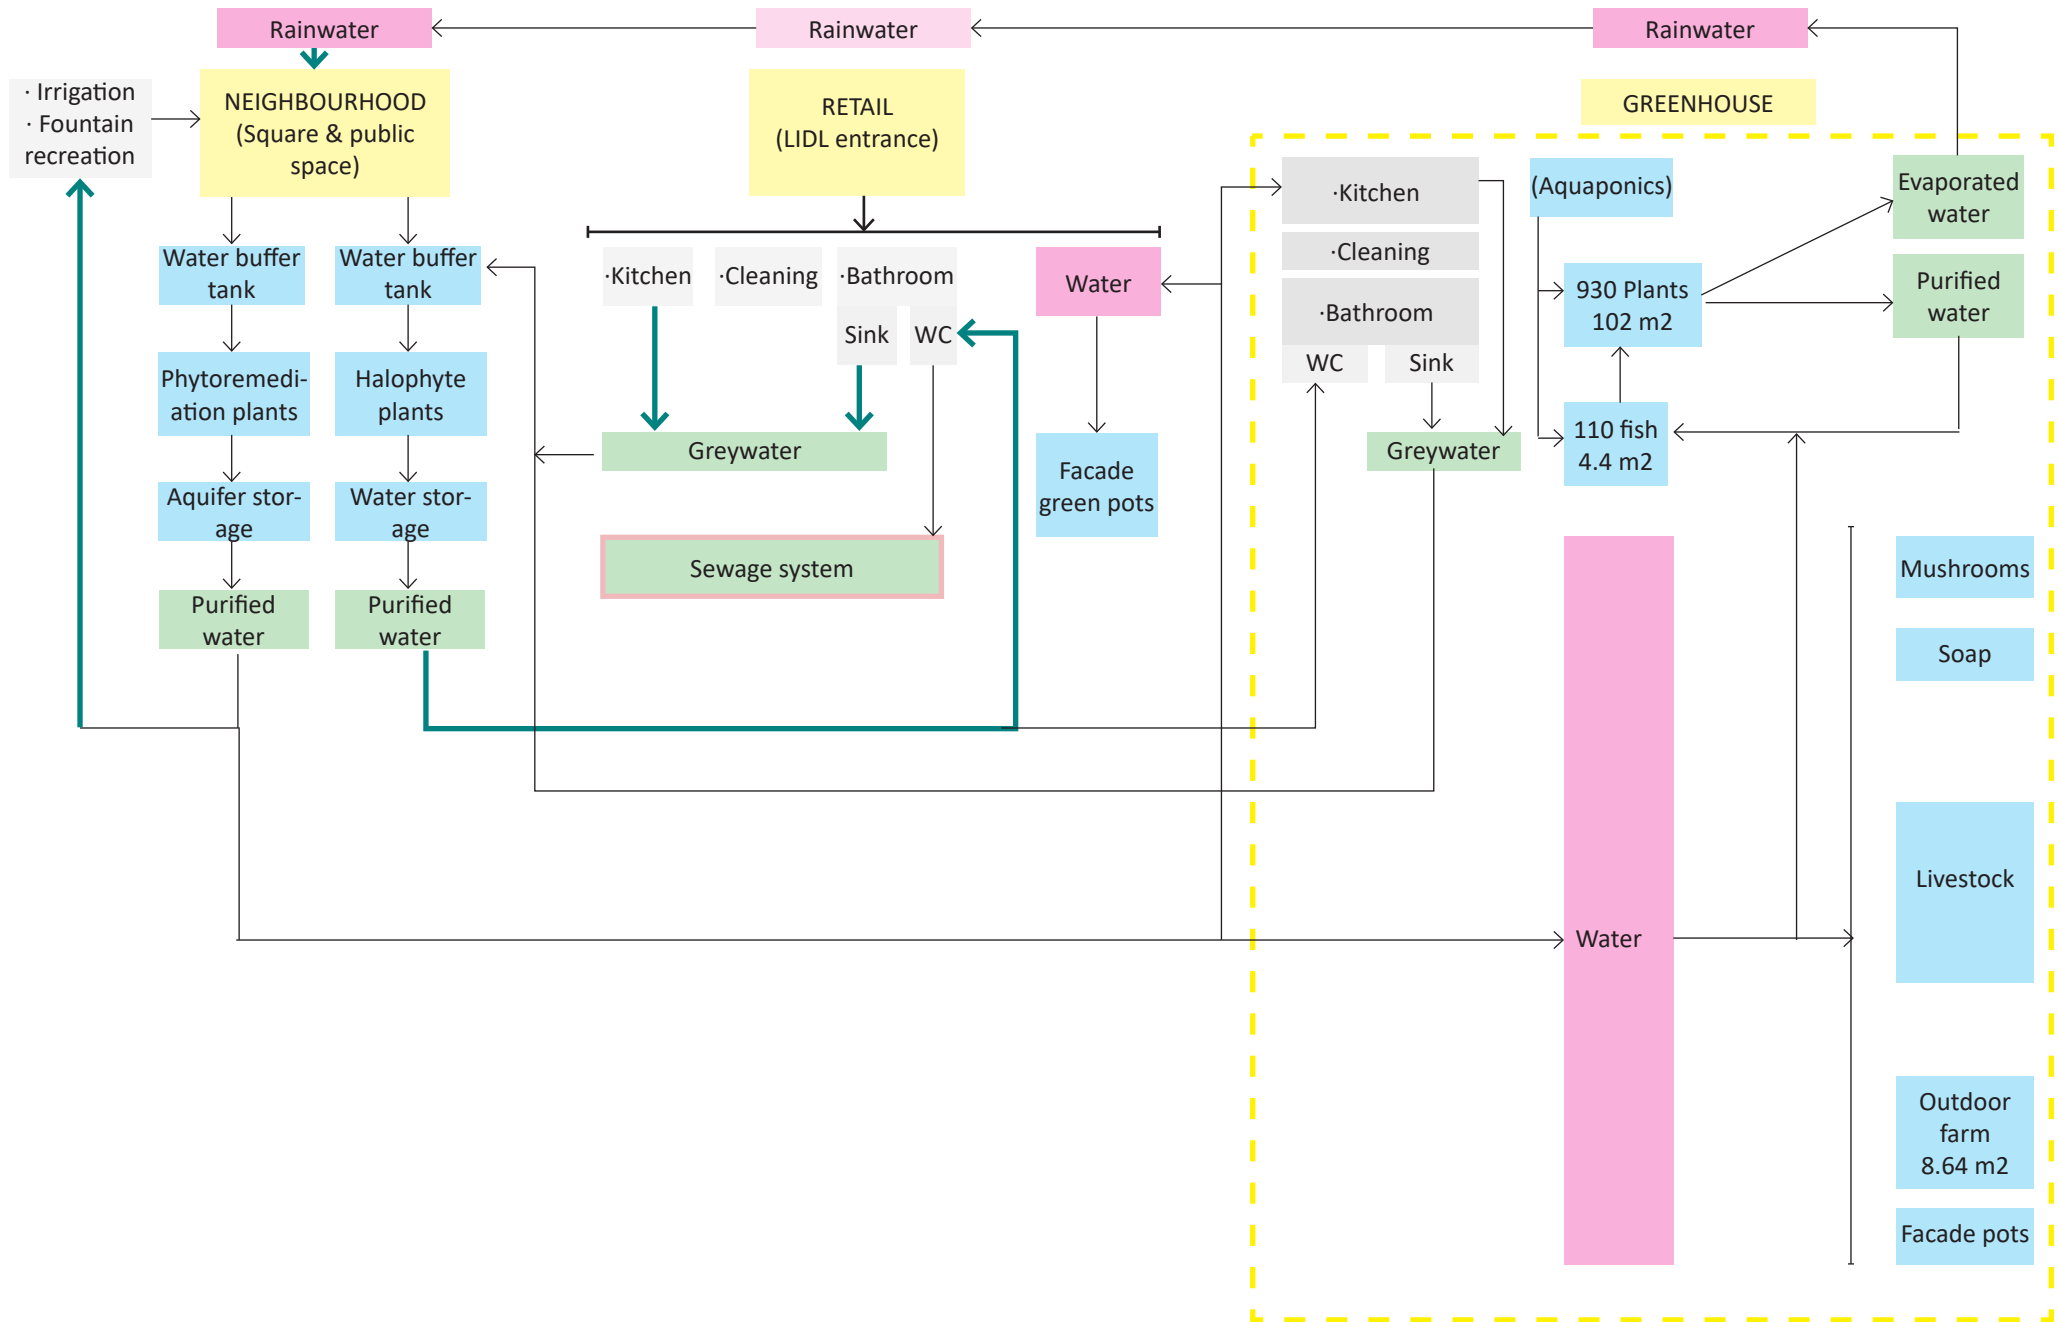 Rainwater
Rainwater
Rainwater
· Irrigation
· Fountain
recreation
NEIGHBOURHOOD
(Square & public
space)
RETAIL
(LIDL entrance)
GREENHOUSE
Water buffer
tank
Water buffer
tank
Phytoremedi-
ation plants
Halophyte
plants
Aquifer stor-
age
Water stor-
age
Purified
water
Purified
water
·Kitchen
·Cleaning
·Bathroom
Sink
WC
Greywater
Sewage system
Water
Facade
green pots
·Kitchen
·Cleaning
·Bathroom
WC
Sink
Greywater
(Aquaponics)
930 Plants
102 m2
110 fish
4.4 m2
Evaporated
water
Purified
water
Water
Mushrooms
Soap
Livestock
Outdoor
farm
8.64 m2
Facade pots